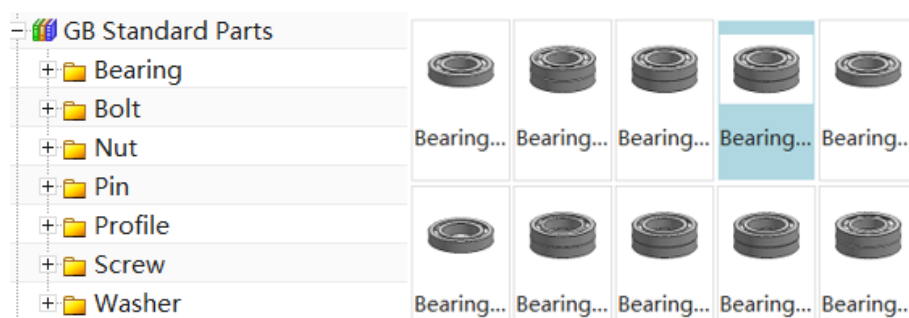 GB Standard Parts
Bearing
Bolt
Nut
Pin
Profile
Screw
Washer
Bearing... Bearing... Bearing... Bearing... Bearing..
Bearing... Bearing... Bearing... Bearing... Bearing..